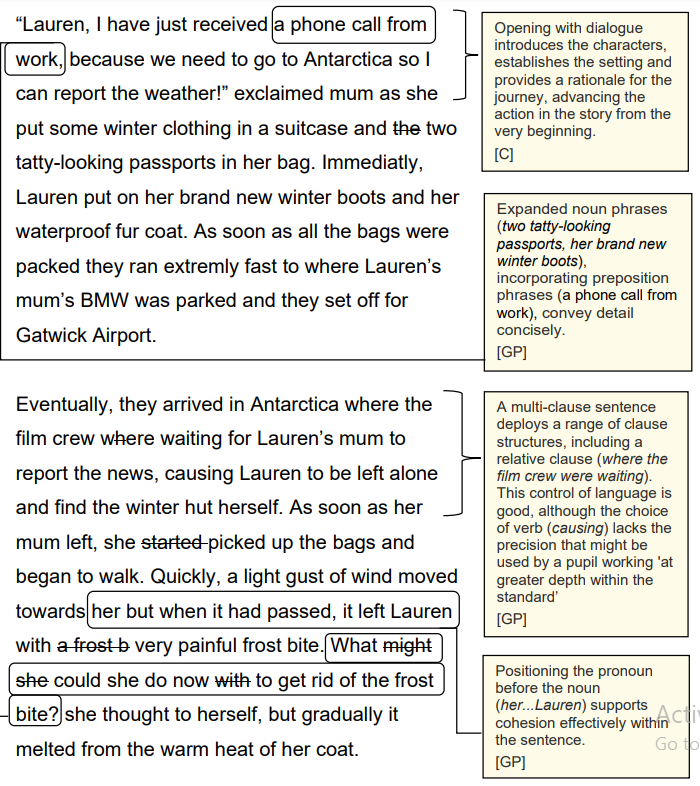 “Lauren, I have just received a phone call from
work, because we need to go to Antarctica so I
can report the weather!” exclaimed mum as she
put some winter clothing in a suitcase and the two
tatty-looking passports in her bag. Immediatly,
Lauren put on her brand new winter boots and her
waterproof fur coat. As soon as all the bags were
packed they ran extremly fast to where Lauren’s
mum’s BMW was parked and they set off for
Gatwick Airport.
Opening with dialogue
introduces the characters,
establishes the setting and
provides a rationale for the
journey, advancing the
action in the story from the
very beginning.
[C]
Expanded noun phrases
(two tatty-looking
passports, her brand new
winter boots),
incorporating preposition
phrases (a phone call from
work), convey detail
concisely.
[GP]
Eventually, they arrived in Antarctica where the
film crew where waiting for Lauren’s mum to
report the news, causing Lauren to be left alone
and find the winter hut herself. As soon as her
mum left, she started picked up the bags and
began to walk. Quickly, a light gust of wind moved
towards her but when it had passed, it left Lauren
with a frost b very painful frost bite. What might
she could she do now with to get rid of the frost
bite? she thought to herself, but gradually it
melted from the warm heat of her coat.
A multi-clause sentence
deploys a range of clause
structures, including a
relative clause (where the
film crew were waiting).
This control of language is
good, although the choice
of verb (causing) lacks the
precision that might be
used by a pupil working 'at
greater depth within the
standard’
[GP]
Positioning the pronoun
before the noun
(her...Lauren) supports
cohesion effectively within
the sentence.
[GP]
Activ
Go to